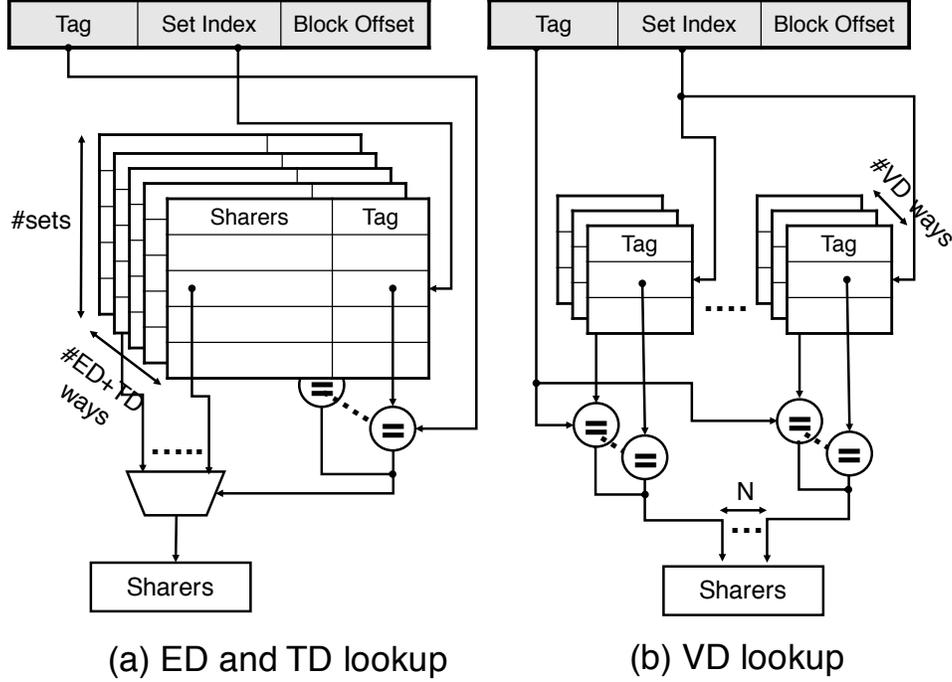 Tag Set Index Block Offset
#sets
Sharers Tag
#ED+TD
ways
Sharers
(a) ED and TD lookup
Tag Set Index Block Offset
#VD ways
Tag
Tag
N
Sharers
(b) VD lookup